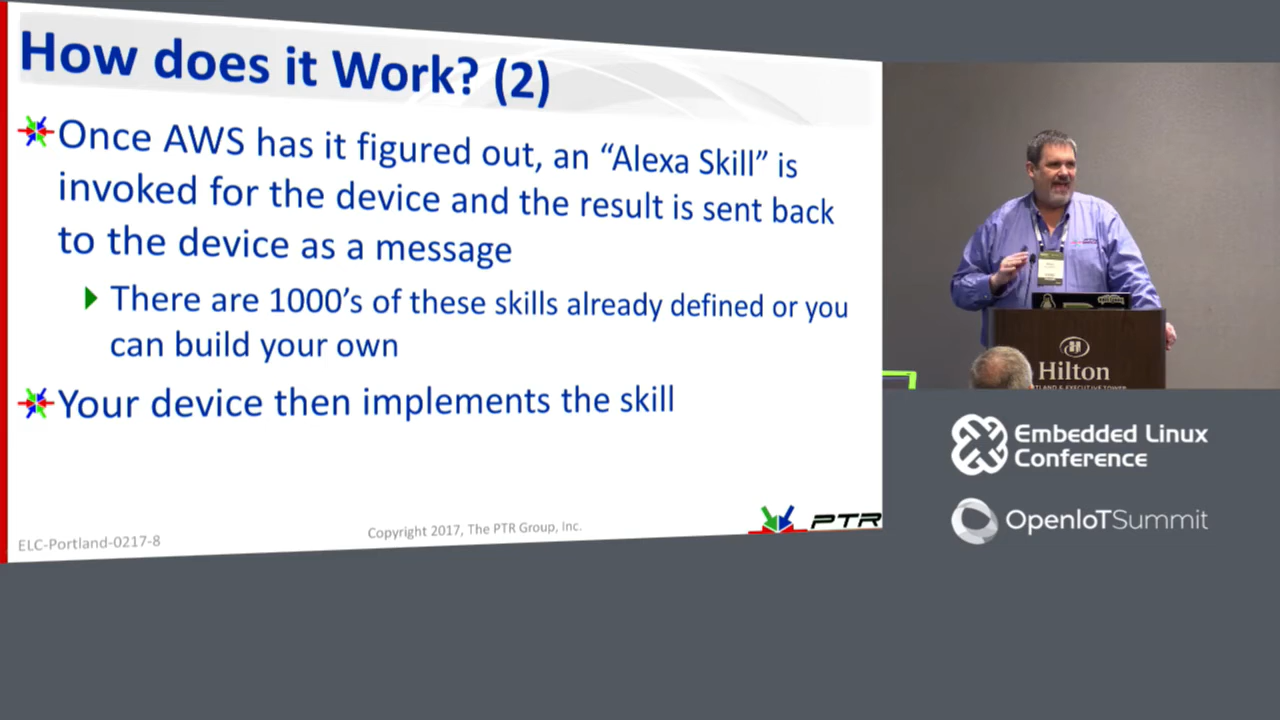 How does it Work? (2)
Once AWS has it figured out, an “Alexa Skill” is
invoked for the device and the result is sent back
to the device as a message
There are 1000’s of these skills already defined or you
can build your own
Your device then implements the skill
ELC-Portland-0217-8
Copyright 2017, The PTR Group, Inc.
PTR
Hilton
& EXECUTIVE TOWER
Embedded Linux
Conference
OpenIoTSummit